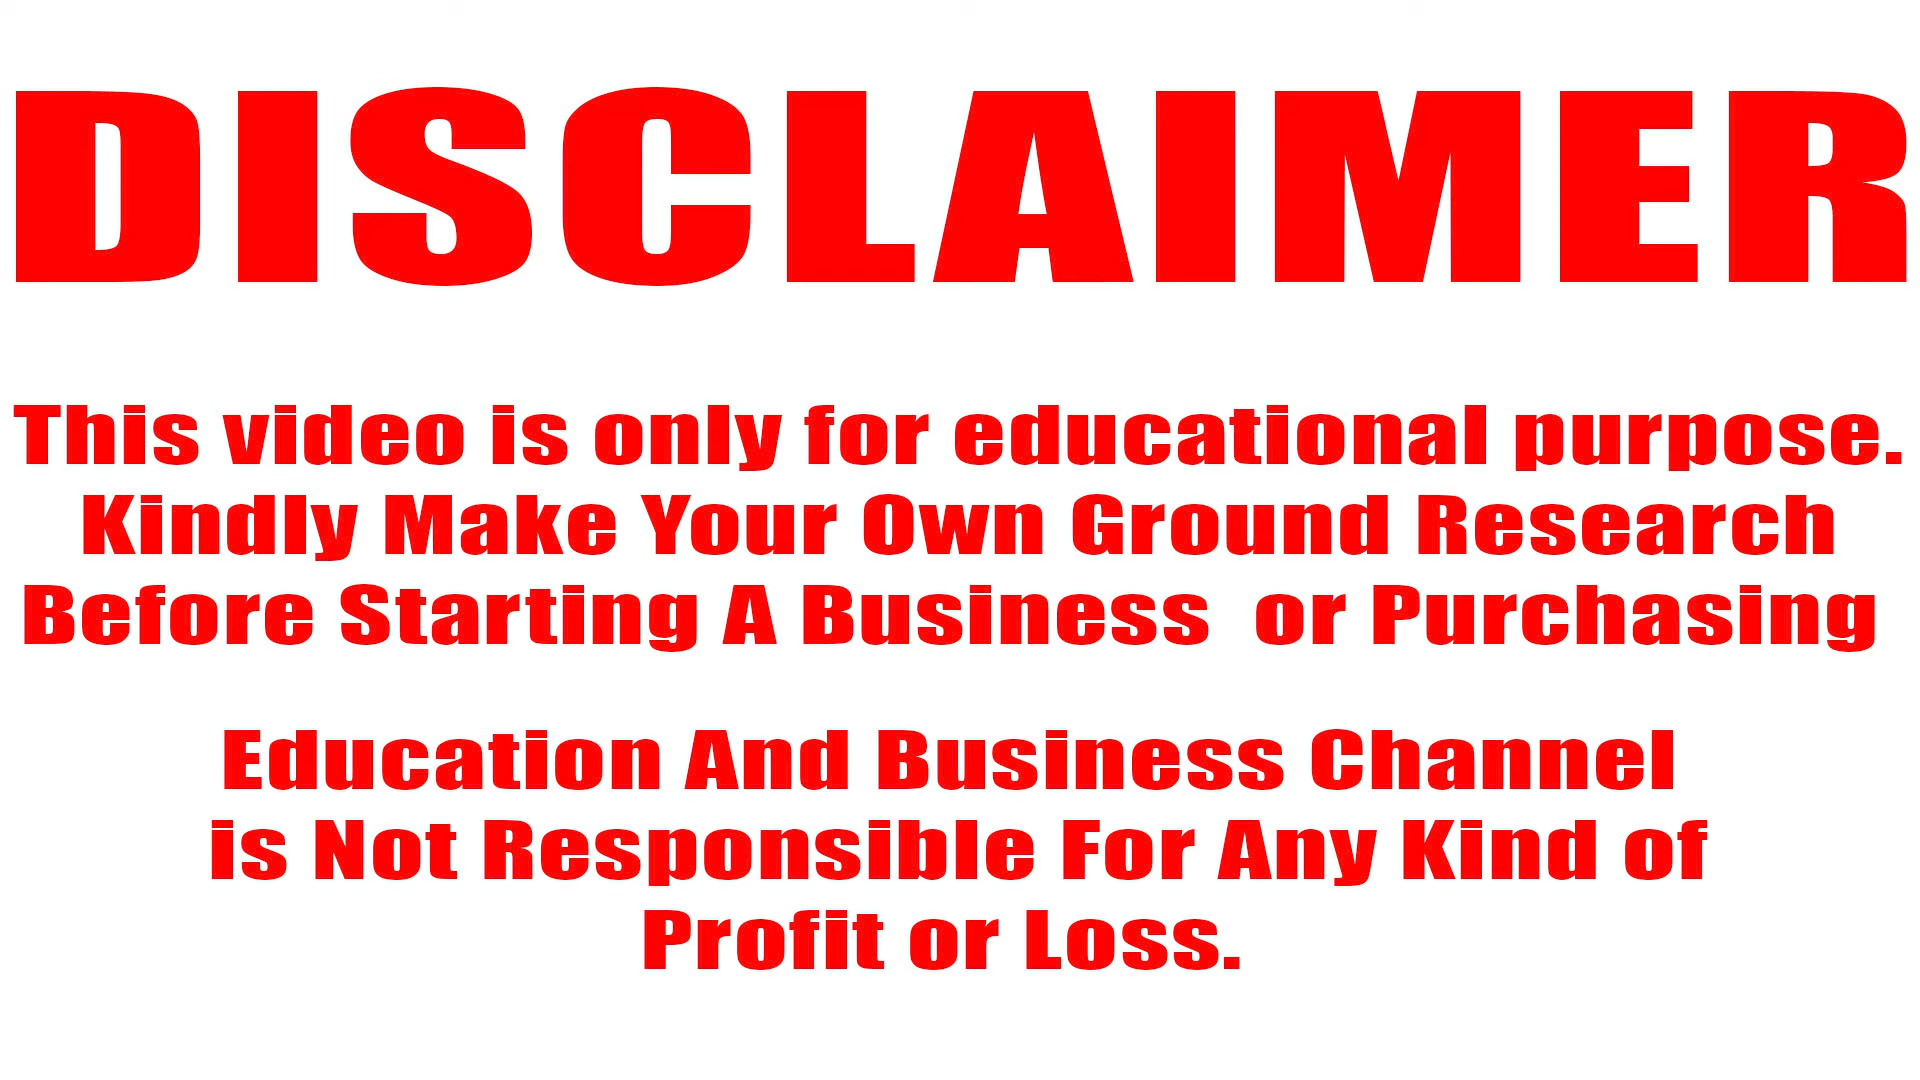 DISCLAIMER
This video is only for educational purpose.
Kindly Make Your Own Ground Research
Before Starting A Business or Purchasing
Education And Business Channel
is Not Responsible For Any Kind of
Profit or Loss.